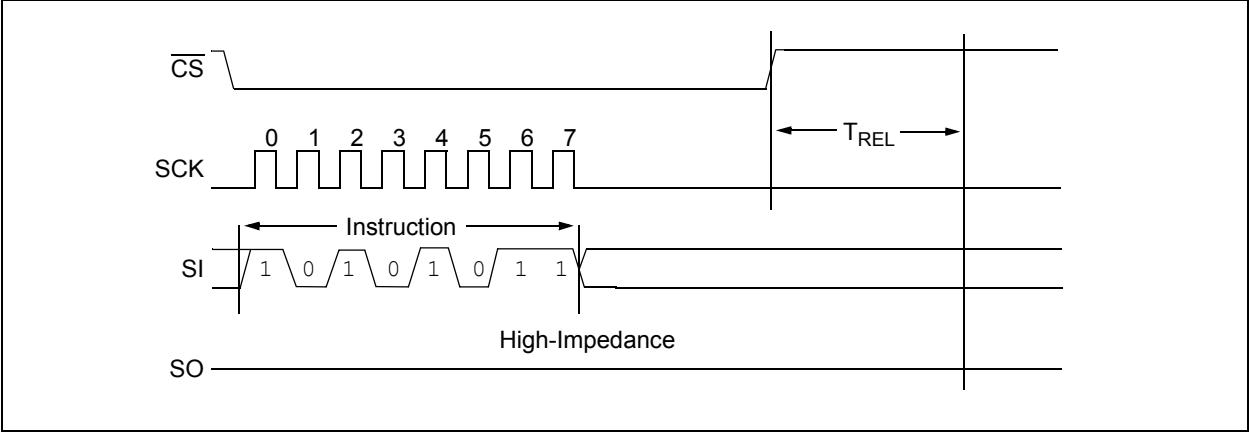 CS
0 1 2 3 4 5 6 7
T_REL
SCK
Instruction
SI 1 0 1 0 1 0 1 1
High-Impedance
SO